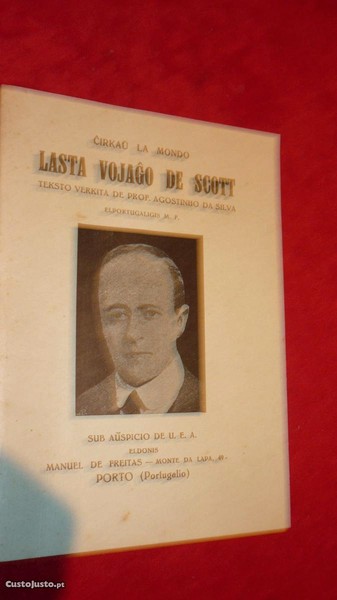 ĈIRKAŬ LA MONDO
LASTA VOJAĜO DE SCOTT
TEKSTO VERKITA DE PROF. AGOSTINHO DA SILVA
ELPORTUGALIGIS M. F.
SUB AŬSPICIO DE U. E. A.
ELDONIS
MANUEL DE FREITAS — MONTE DA LAPA,
PORTO (Portugalio)
CustoJusto.pt